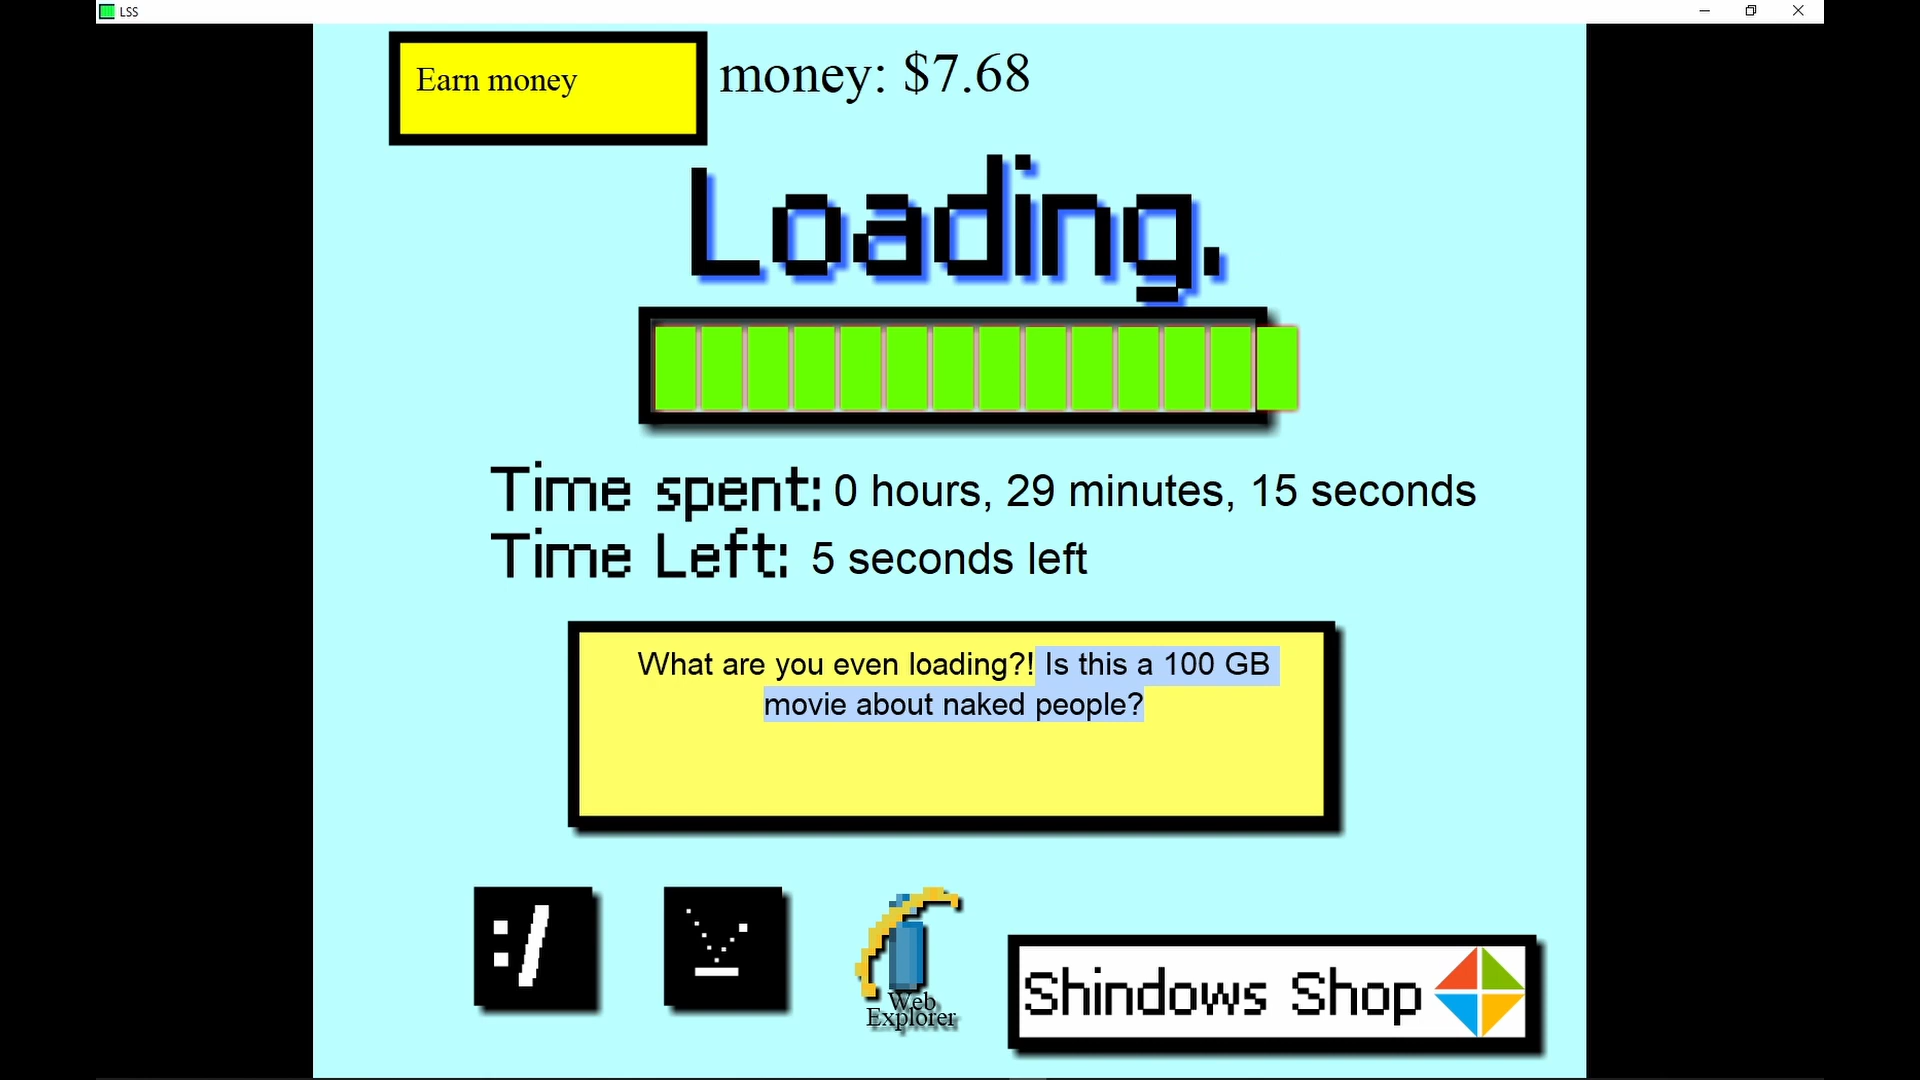 LSS
Earn money
money: $7.68
Loading.
Time spent: 0 hours, 29 minutes, 15 seconds
Time Left: 5 seconds left
What are you even loading?! Is this a 100 GB
movie about naked people?
:/
Web
Explorer
Shindows Shop